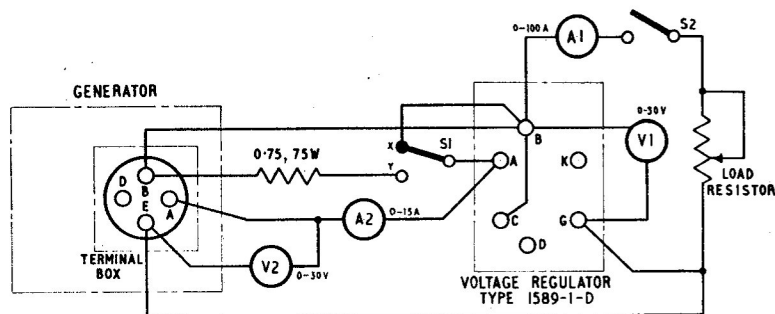 0-100A
A1
S2
GENERATOR
0-30V
0·75, 75W
X
S1
B
V1
Y
A
K
D
B
E
A
A2
0-15A
C
G
D
LOAD
RESISTOR
TERMINAL
BOX
V2
0-30V
VOLTAGE REGULATOR
TYPE 1589-1-D